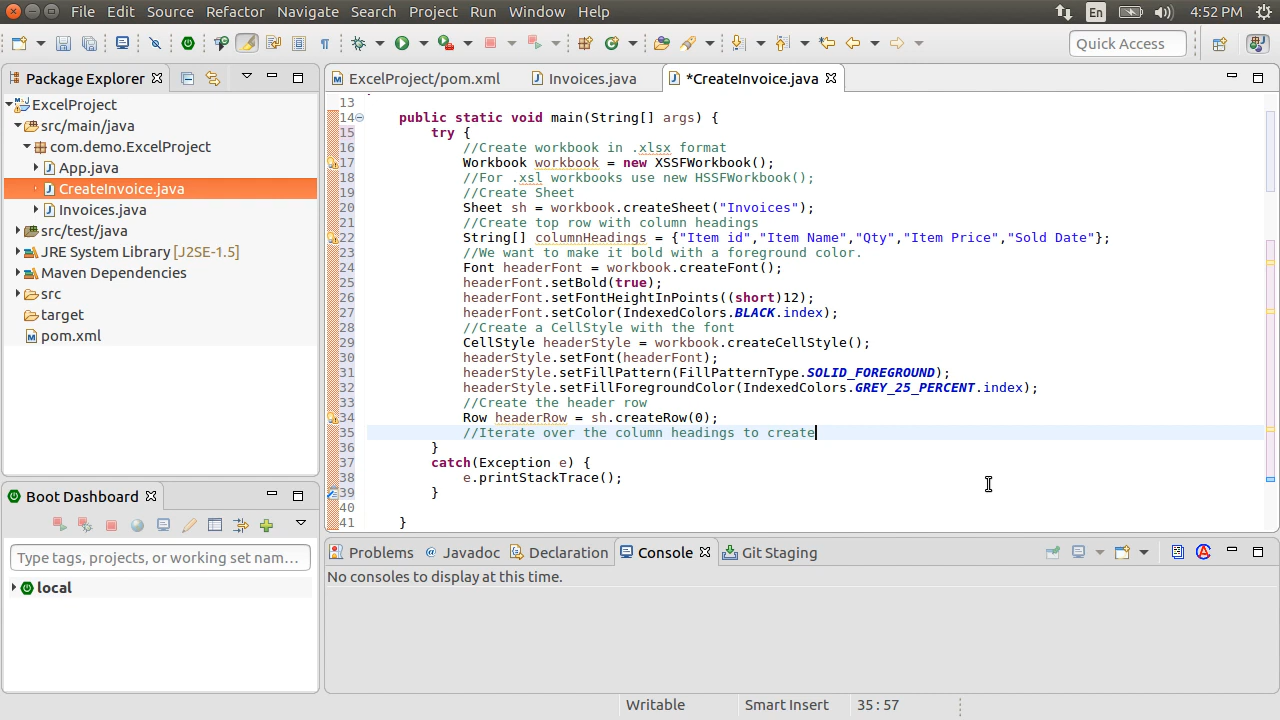 File Edit Source Refactor Navigate Search Project Run Window Help En 4:52 PM
Quick Access
Package Explorer
ExcelProject/pom.xml Invoices.java *CreateInvoice.java
ExcelProject
src/main/java
com.demo.ExcelProject
App.java
CreateInvoice.java
Invoices.java
src/test/java
JRE System Library [J2SE-1.5]
Maven Dependencies
src
target
pom.xml
13
14 public static void main(String[] args) {
15 try {
16 //Create workbook in .xlsx format
17 Workbook workbook = new XSSFWorkbook();
18 //For .xsl workbooks use new HSSFWorkbook();
19 //Create Sheet
20 Sheet sh = workbook.createSheet("Invoices");
21 //Create top row with column headings
22 String[] columnHeadings = {"Item id","Item Name","Qty","Item Price","Sold Date"};
23 //We want to make it bold with a foreground color.
24 Font headerFont = workbook.createFont();
25 headerFont.setBold(true);
26 headerFont.setFontHeightInPoints((short)12);
27 headerFont.setColor(IndexedColors.BLACK.index);
28 //Create a CellStyle with the font
29 CellStyle headerStyle = workbook.createCellStyle();
30 headerStyle.setFont(headerFont);
31 headerStyle.setFillPattern(FillPatternType.SOLID_FOREGROUND);
32 headerStyle.setFillForegroundColor(IndexedColors.GREY_25_PERCENT.index);
33 //Create the header row
34 Row headerRow = sh.createRow(0);
35 //Iterate over the column headings to create
36 }
37 catch(Exception e) {
38 e.printStackTrace();
39 }
40
41 }
Boot Dashboard
Type tags, projects, or working set nam...
local
Problems @ Javadoc Declaration Console Git Staging
No consoles to display at this time.
Writable Smart Insert 35 : 57